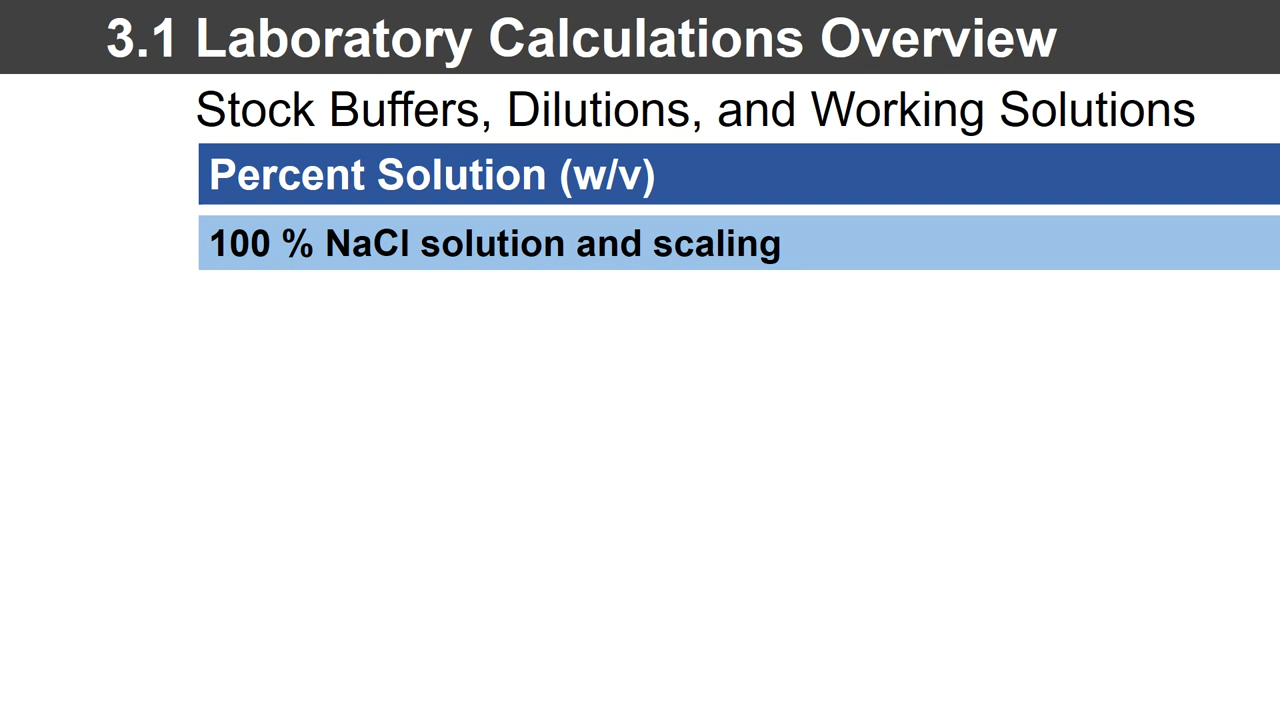 3.1 Laboratory Calculations Overview
Stock Buffers, Dilutions, and Working Solutions
Percent Solution (w/v)
100 % NaCl solution and scaling